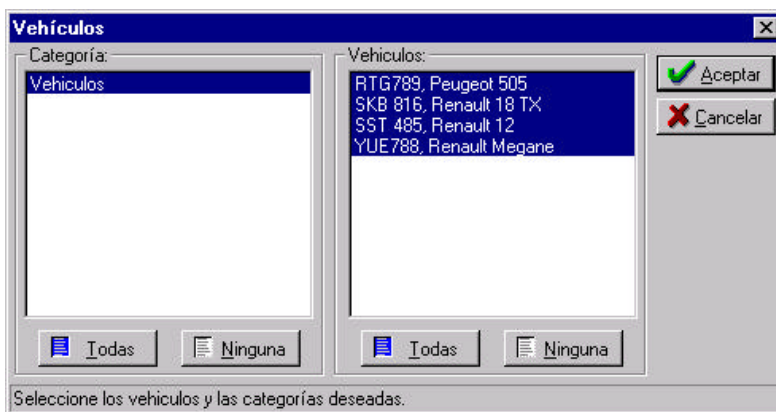 Vehículos
Categoría:
Vehiculos
Todas
Ninguna
Vehiculos:
RTG789, Peugeot 505
SKB 816, Renault 18 TX
SST 485, Renault 12
YUE788, Renault Megane
Todas
Ninguna
Aceptar
Cancelar
Seleccione los vehiculos y las categorías deseadas.